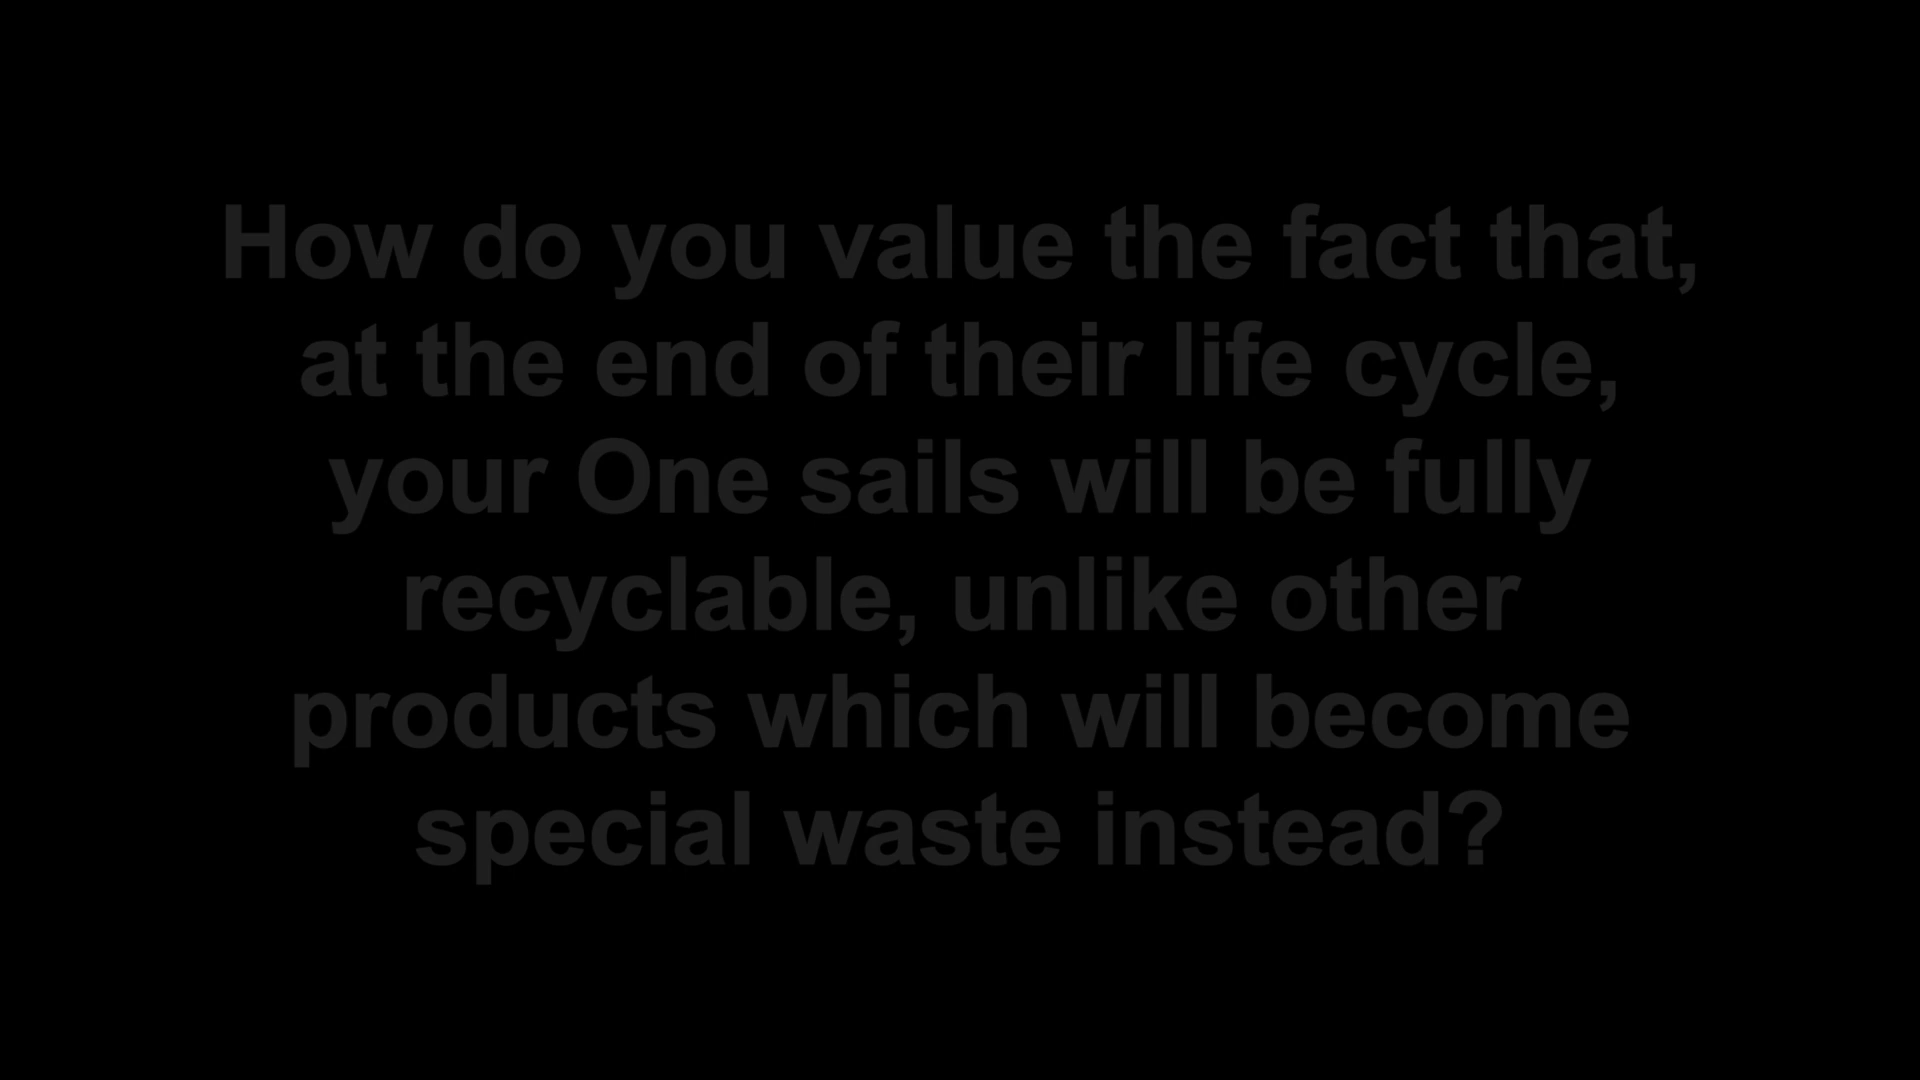 How do you value the fact that,
at the end of their life cycle,
your One sails will be fully
recyclable, unlike other
products which will become
special waste instead?